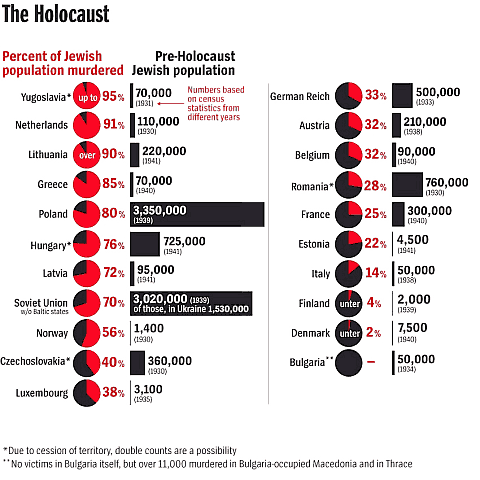 The Holocaust
Percent of Jewish
population murdered
Pre-Holocaust
Jewish population
Yugoslavia* up to 95% 70,000
(1931)
Numbers based
on census
statistics from
different years
Netherlands 91% 110,000
(1930)
Lithuania over 90% 220,000
(1941)
Greece 85% 70,000
(1940)
Poland 80% 3,350,000
(1939)
Hungary* 76% 725,000
(1941)
Latvia 72% 95,000
(1941)
Soviet Union 70% 3,020,000 (1939)
w/o Baltic states of those, in Ukraine 1,530,000
Norway 56% 1,400
(1930)
Czechoslovakia* 40% 360,000
(1930)
Luxembourg 38% 3,100
(1935)
German Reich 33% 500,000
(1933)
Austria 32% 210,000
(1938)
Belgium 32% 90,000
(1940)
Romania* 28% 760,000
(1930)
France 25% 300,000
(1940)
Estonia 22% 4,500
(1941)
Italy 14% 50,000
(1938)
Finland unter 4% 2,000
(1939)
Denmark unter 2% 7,500
(1940)
Bulgaria** – 50,000
(1934)
*Due to cession of territory, double counts are a possibility
**No victims in Bulgaria itself, but over 11,000 murdered in Bulgaria-occupied Macedonia and in Thrace